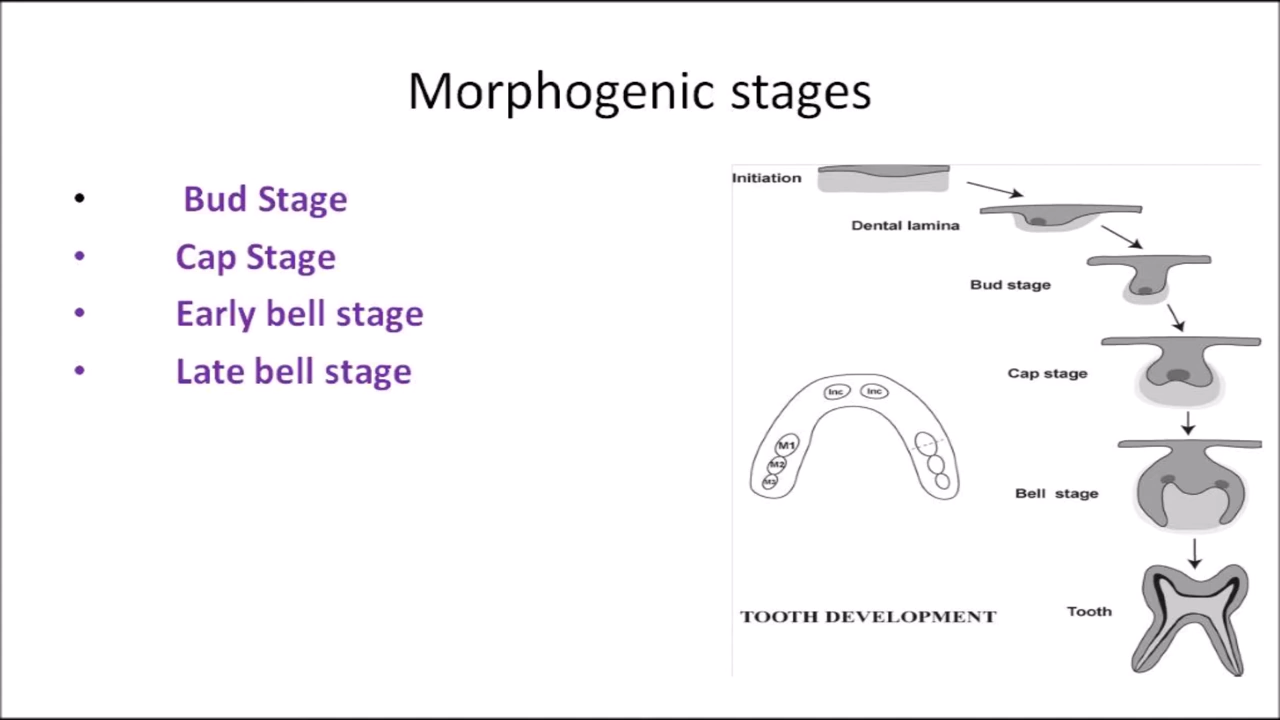 Morphogenic stages
• Bud Stage
• Cap Stage
• Early bell stage
• Late bell stage
Initiation
Dental lamina
Bud stage
Cap stage
Bell stage
Tooth
Inc Inc
M1
M2
M3
TOOTH DEVELOPMENT